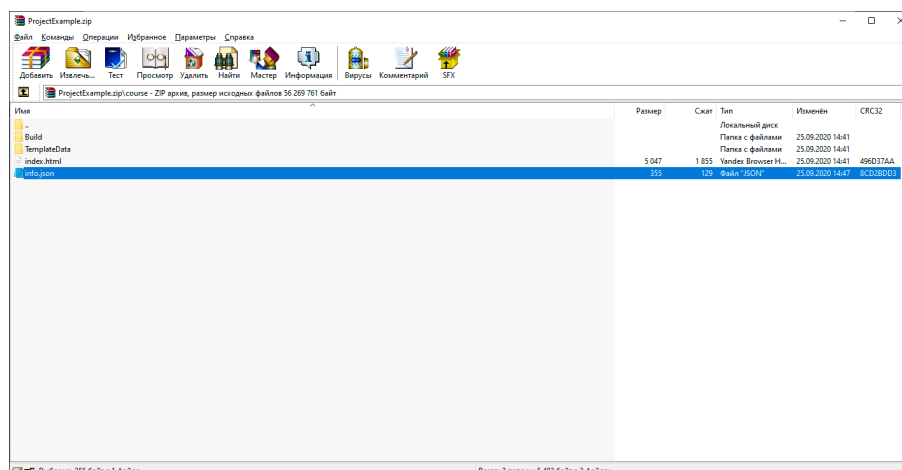 ProjectExample.zip
Файл Команды Операции Избранное Параметры Справка
Добавить Извлечь... Тест Просмотр Удалить Найти Мастер Информация Вирусы Комментарий SFX
ProjectExample.zip\course - ZIP архив, размер исходных файлов 56 269 761 байт
Имя Размер Сжат Тип Изменён CRC32
.. Локальный диск
Build Папка с файлами 25.09.2020 14:41
TemplateData Папка с файлами 25.09.2020 14:41
index.html 5 047 1 855 Yandex Browser H... 25.09.2020 14:41 496D37AA
info.json 355 129 Файл "JSON" 25.09.2020 14:47 8CD2BDD3